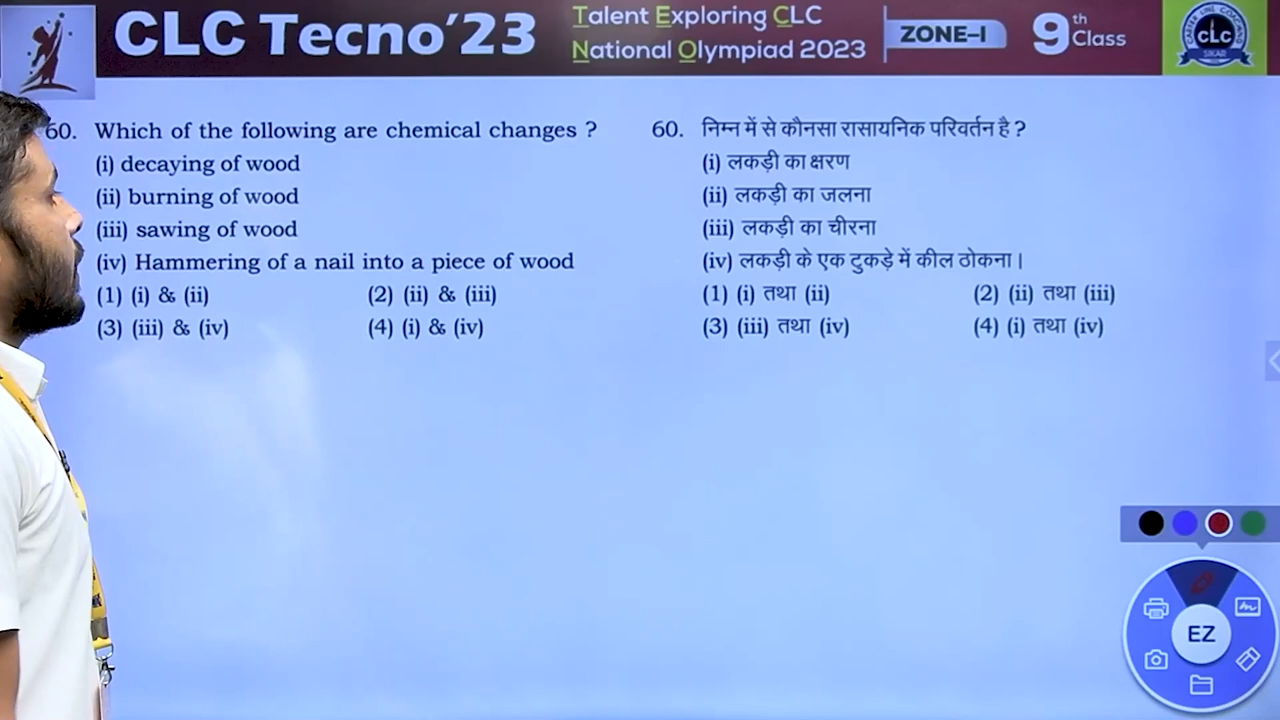 CLC Tecno'23
Talent Exploring CLC
National Olympiad 2023
ZONE-I
9th Class
CAREER LINE COACHING
CLC
SIKAR
60. Which of the following are chemical changes ?
(i) decaying of wood
(ii) burning of wood
(iii) sawing of wood
(iv) Hammering of a nail into a piece of wood
(1) (i) & (ii) (2) (ii) & (iii)
(3) (iii) & (iv) (4) (i) & (iv)
60. निम्न में से कौनसा रासायनिक परिवर्तन है ?
(i) लकड़ी का क्षरण
(ii) लकड़ी का जलना
(iii) लकड़ी का चीरना
(iv) लकड़ी के एक टुकड़े में कील ठोकना।
(1) (i) तथा (ii) (2) (ii) तथा (iii)
(3) (iii) तथा (iv) (4) (i) तथा (iv)
EZ